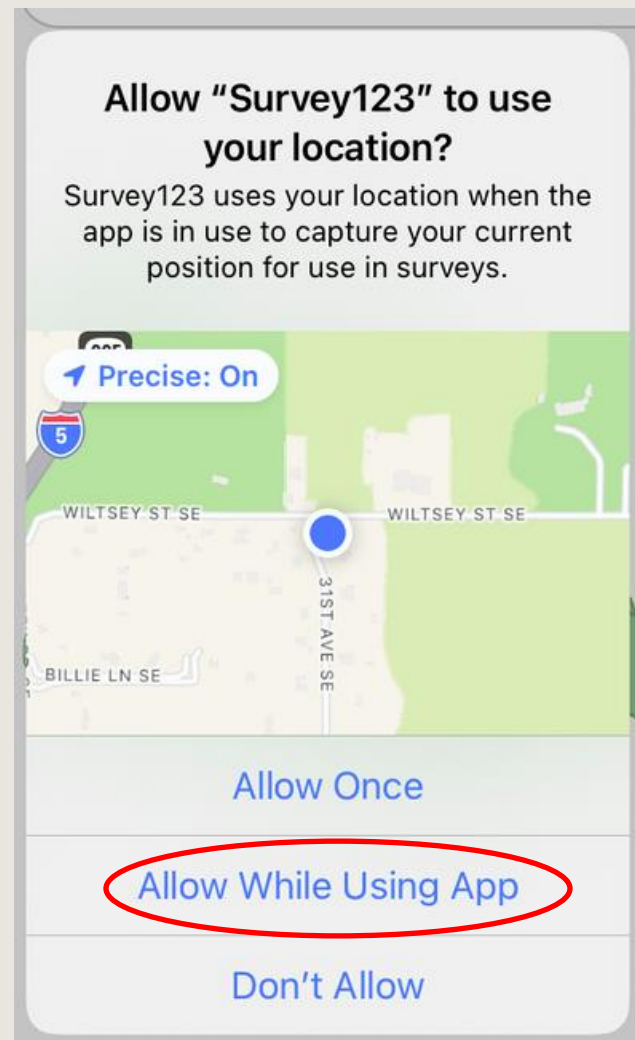 Allow “Survey123” to use
your location?
Survey123 uses your location when the
app is in use to capture your current
position for use in surveys.
Precise: On
5
WILTSEY ST SE
WILTSEY ST SE
31ST AVE SE
BILLIE LN SE
Allow Once
Allow While Using App
Don’t Allow